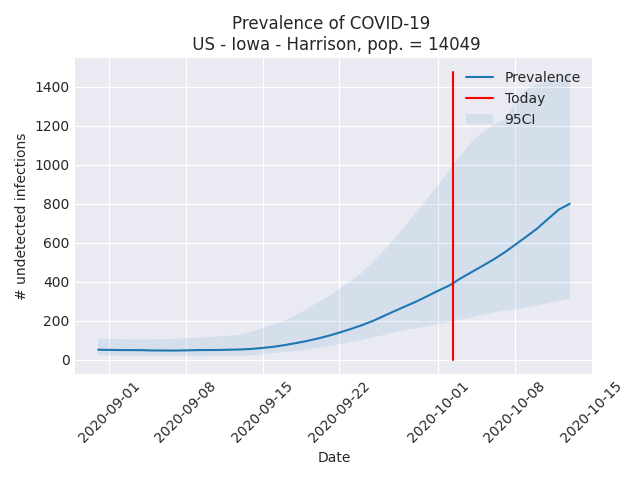 Prevalence of COVID-19
US - Iowa - Harrison, pop. = 14049
Prevalence
Today
95CI
# undetected infections
1400
1200
1000
800
600
400
200
0
2020-09-01
2020-09-08
2020-09-15
2020-09-22
2020-10-01
2020-10-08
2020-10-15
Date